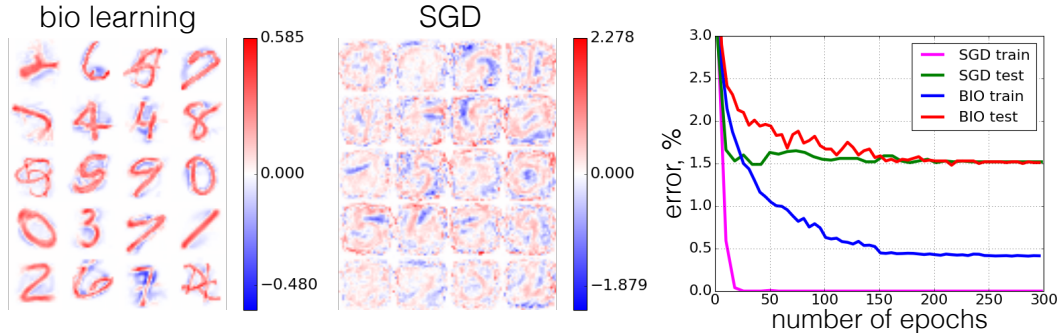 bio learning
0.585
0.000
−0.480
SGD
2.278
0.000
−1.879
error, %
3.0
2.5
2.0
1.5
1.0
0.5
0.0
0
50
100
150
200
250
300
number of epochs
SGD train
SGD test
BIO train
BIO test